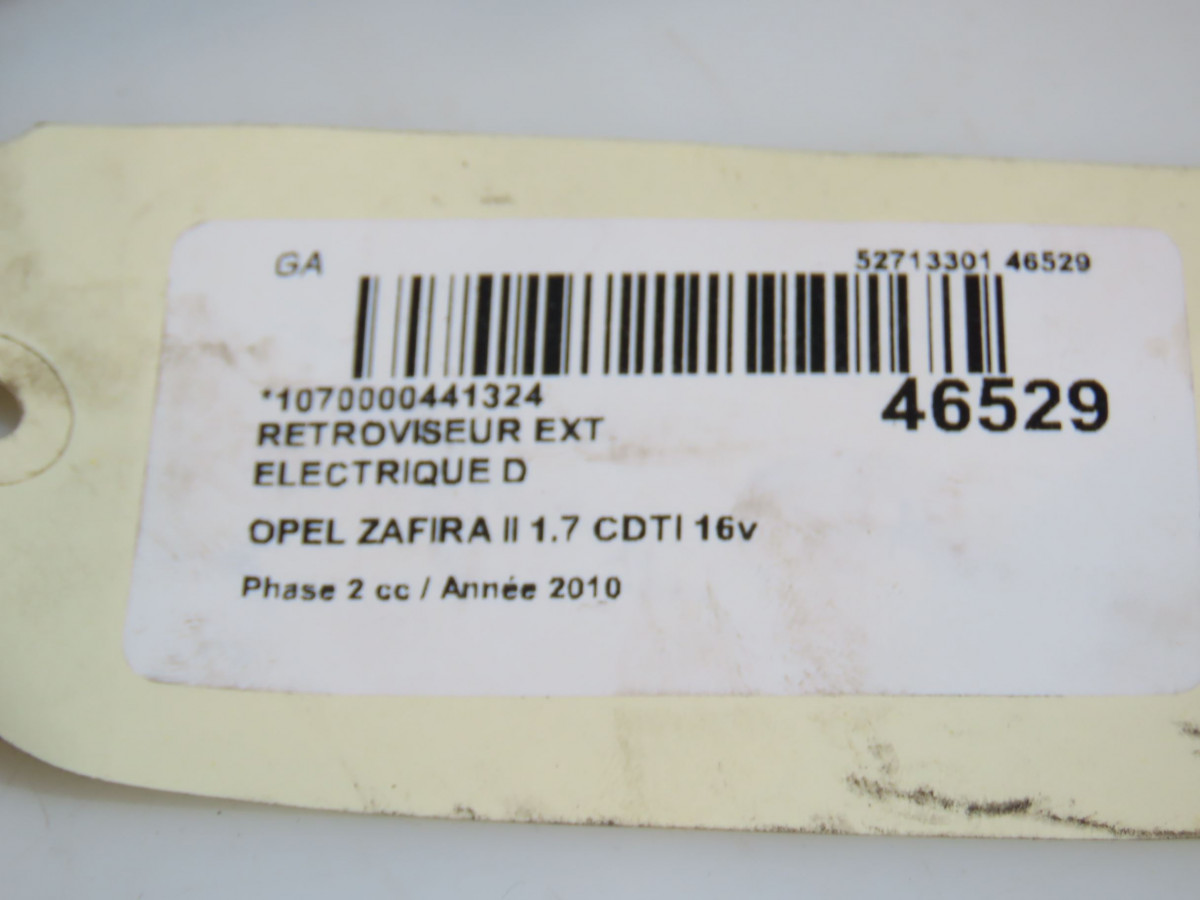 GA 52713301 46529
*1070000441324 46529
RETROVISEUR EXT
ELECTRIQUE D
OPEL ZAFIRA II 1.7 CDTI 16v
Phase 2 cc / Année 2010